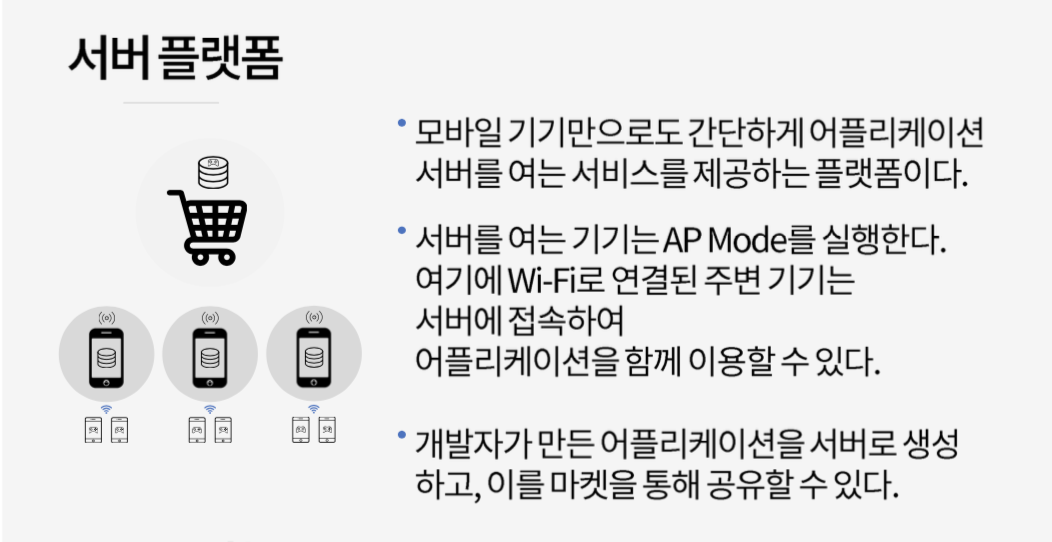 서버 플랫폼
모바일 기기만으로도 간단하게 어플리케이션
서버를 여는 서비스를 제공하는 플랫폼이다.
서버를 여는 기기는 AP Mode를 실행한다.
여기에 Wi-Fi로 연결된 주변 기기는
서버에 접속하여
어플리케이션을 함께 이용할 수 있다.
개발자가 만든 어플리케이션을 서버로 생성
하고, 이를 마켓을 통해 공유할 수 있다.